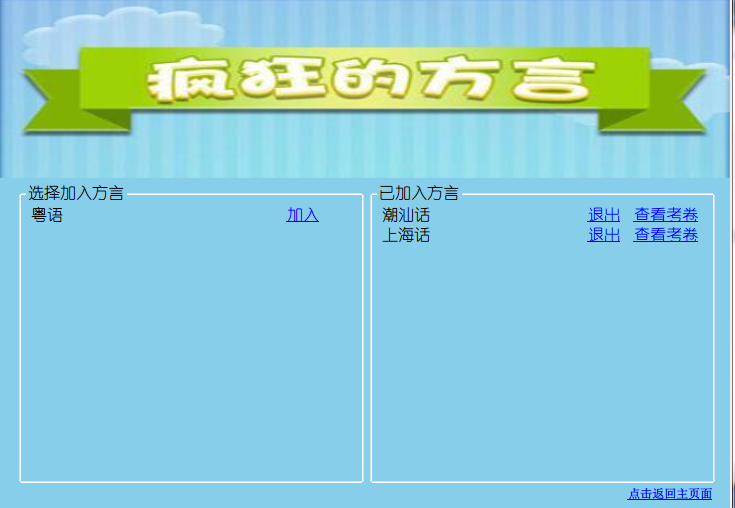 疯狂的方言
选择加入方言
粤语 加入
已加入方言
潮汕话 退出 查看考卷
上海话 退出 查看考卷
点击返回主页面